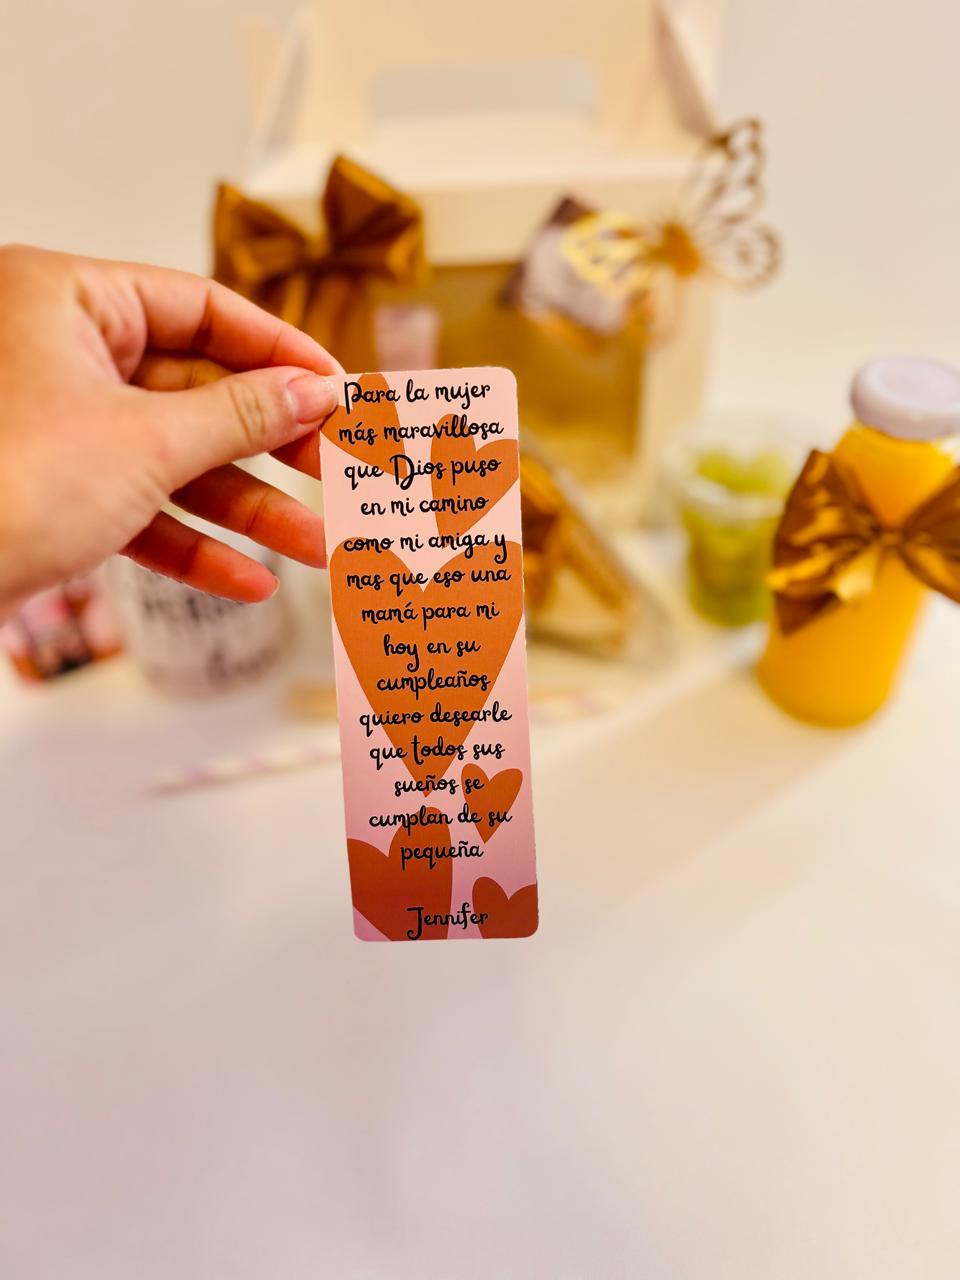 Para la mujer
más maravillosa
que Dios puso
en mi camino
como mi amiga y
mas que eso una
mamá para mi
hoy en su
cumpleaños
quiero desearle
que todos sus
sueños se
cumplan de su
pequeña
Jennifer